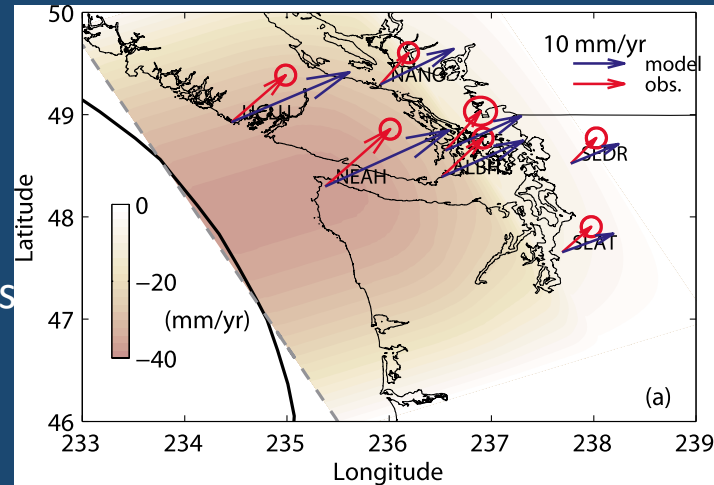 50
49
48
47
46
Latitude
10 mm/yr
model
obs.
NANO
NEAH
ALBH
SEDR
SEAT
0
−20
−40
(mm/yr)
(a)
S
233
234
235
236
237
238
239
Longitude